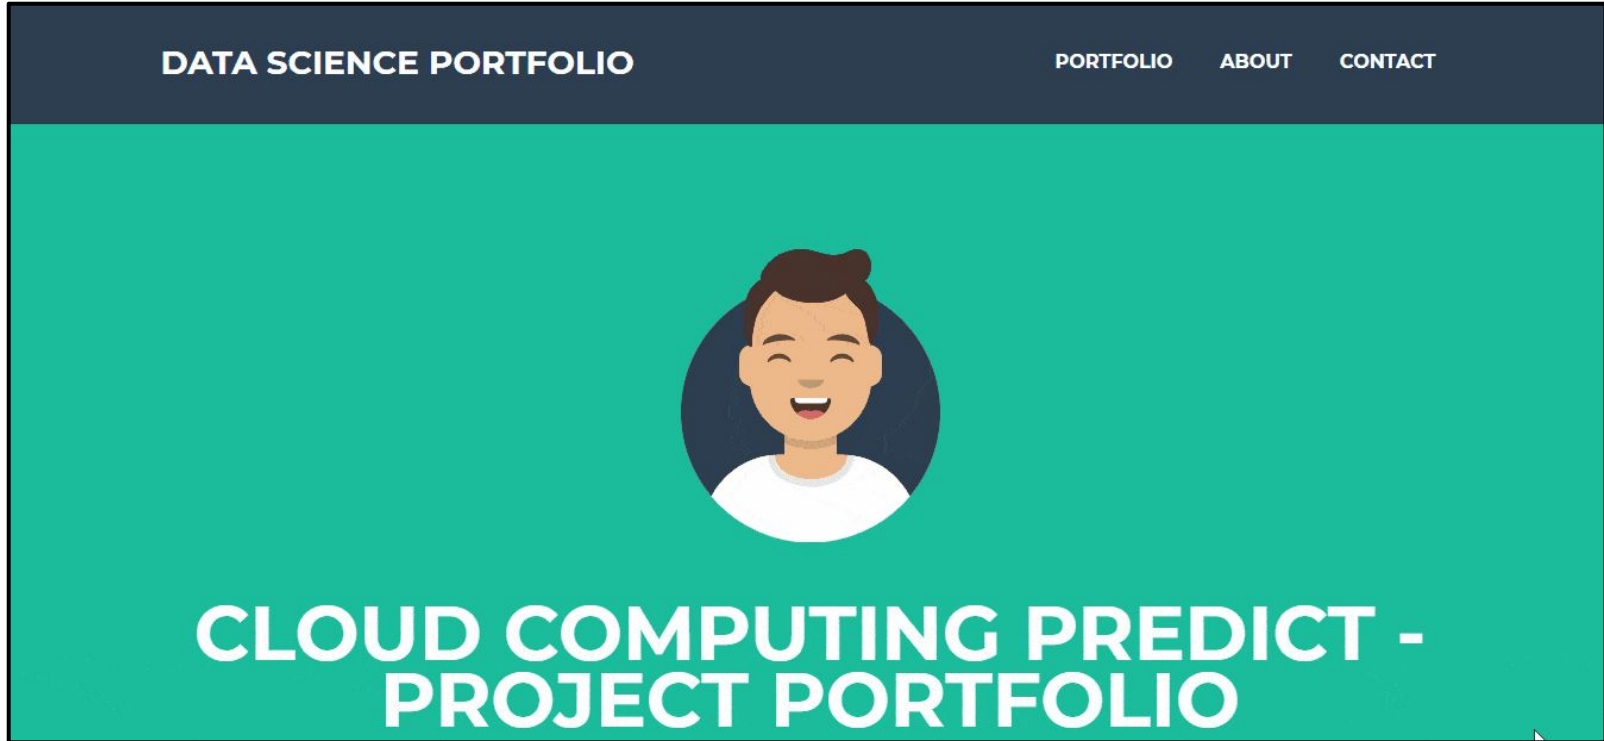 DATA SCIENCE PORTFOLIO
PORTFOLIO ABOUT CONTACT
CLOUD COMPUTING PREDICT -
PROJECT PORTFOLIO